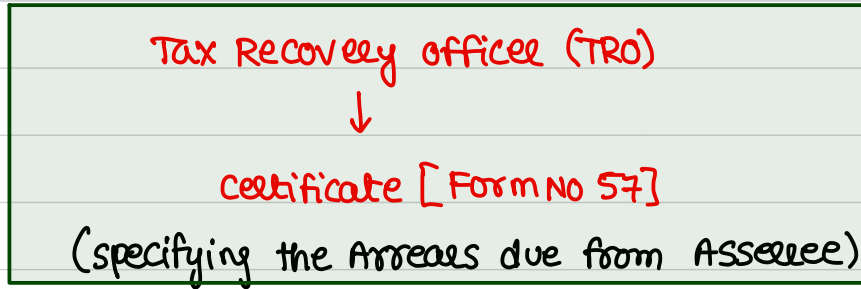 Tax Recovery officer (TRO)
↓
certificate [Form No 57]
(specifying the Arrears due from Assessee)